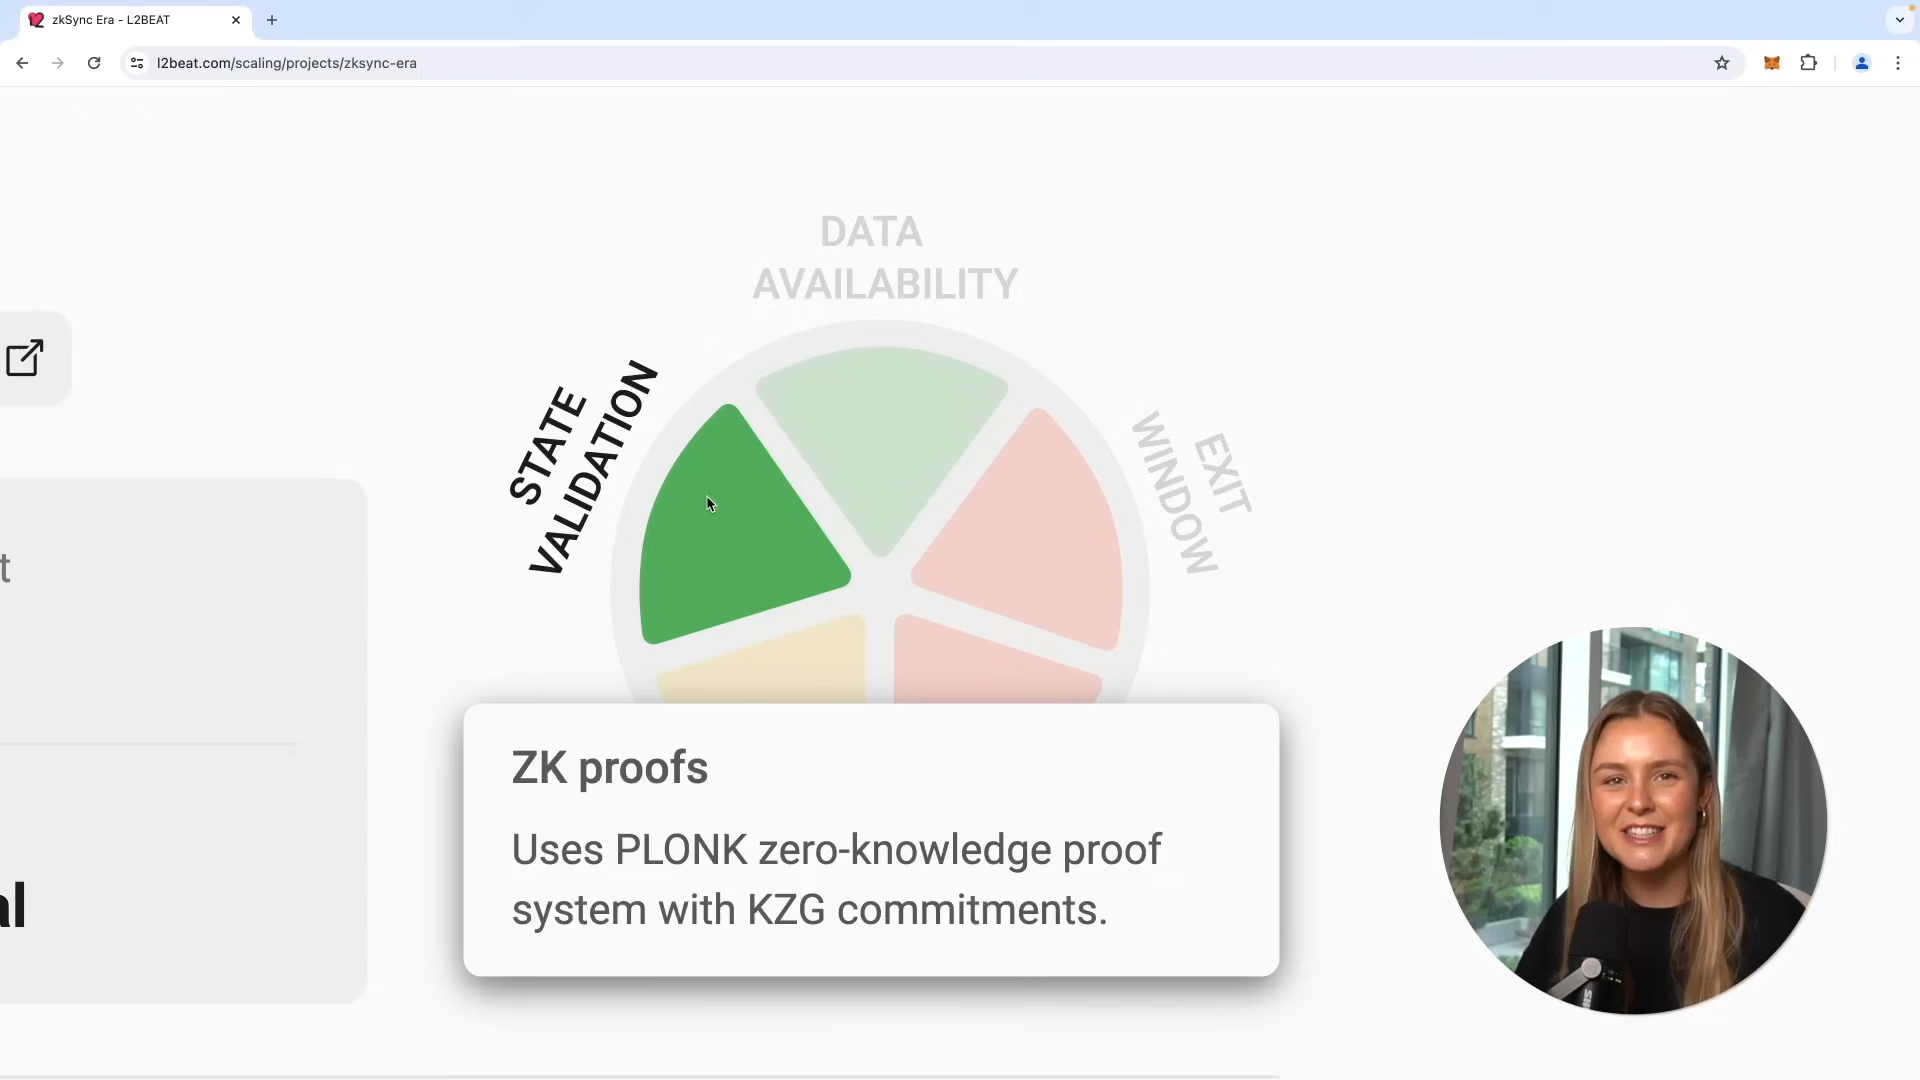 zkSync Era - L2BEAT
l2beat.com/scaling/projects/zksync-era
DATA
AVAILABILITY
STATE
VALIDATION
EXIT
WINDOW
t
al
ZK proofs
Uses PLONK zero-knowledge proof
system with KZG commitments.